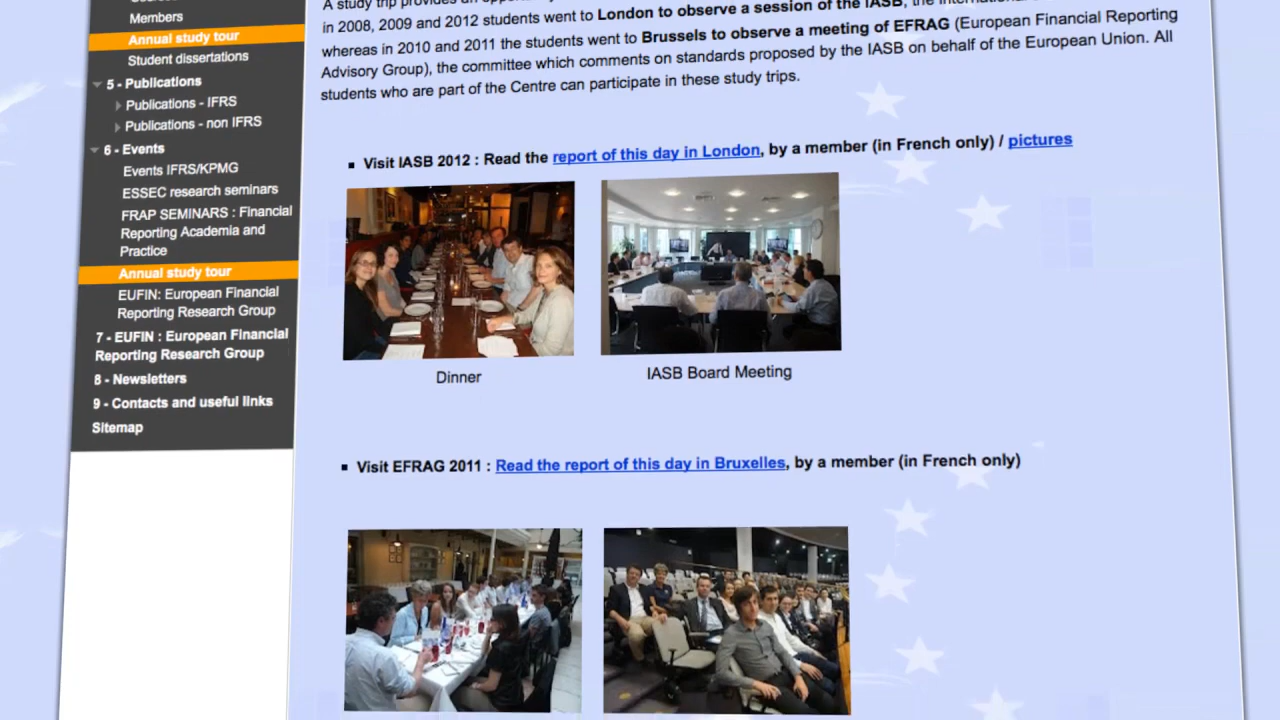 Members
Annual study tour
Student dissertations
5 - Publications
Publications - IFRS
Publications - non IFRS
6 - Events
Events IFRS/KPMG
ESSEC research seminars
FRAP SEMINARS : Financial
Reporting Academia and
Practice
Annual study tour
EUFIN: European Financial
Reporting Research Group
7 - EUFIN : European Financial
Reporting Research Group
8 - Newsletters
9 - Contacts and useful links
Sitemap
A study trip provides an
in 2008, 2009 and 2012 students went to London to observe a session of the IASB, the
whereas in 2010 and 2011 the students went to Brussels to observe a meeting of EFRAG (European Financial Reporting
Advisory Group), the committee which comments on standards proposed by the IASB on behalf of the European Union. All
students who are part of the Centre can participate in these study trips.
Visit IASB 2012 : Read the report of this day in London, by a member (in French only) / pictures
Dinner
IASB Board Meeting
Visit EFRAG 2011 : Read the report of this day in Bruxelles, by a member (in French only)